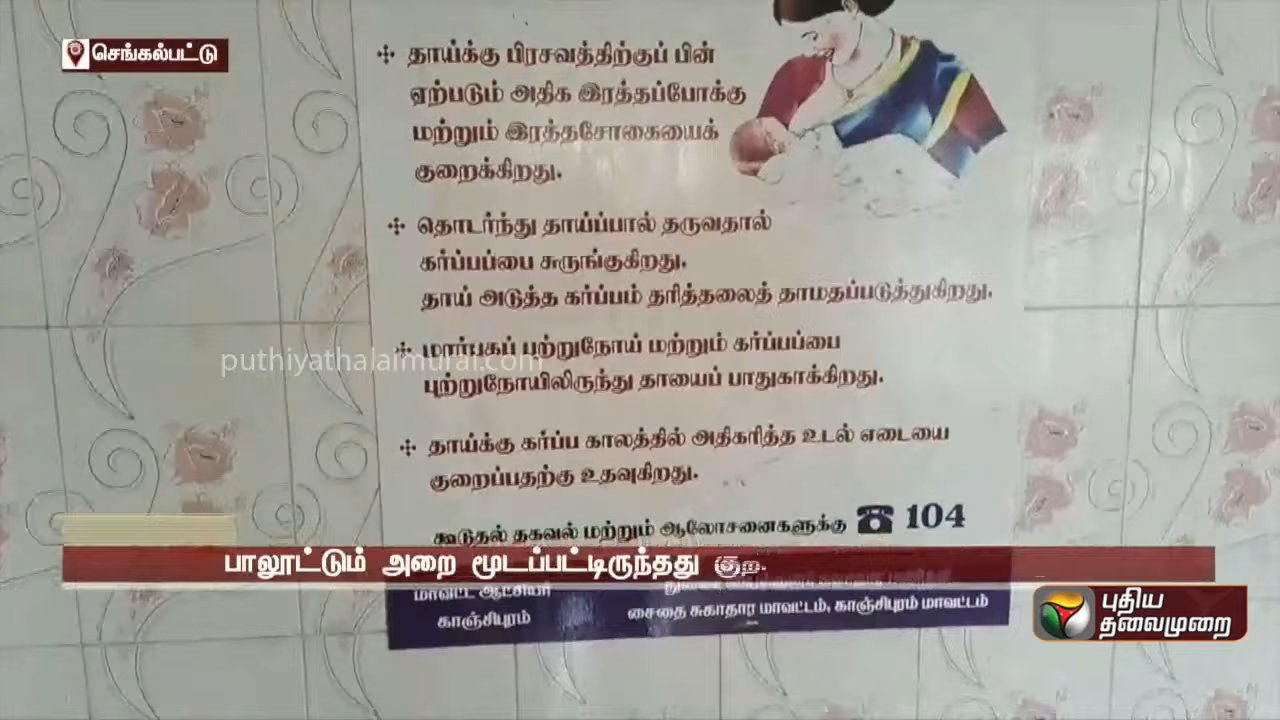 செங்கல்பட்டு
தாய்க்கு பிரசவத்திற்குப் பின்
ஏற்படும் அதிக இரத்தப்போக்கு
மற்றும் இரத்தசோகையைக்
குறைக்கிறது.
தொடர்ந்து தாய்ப்பால் தருவதால்
கர்ப்பப்பை சுருங்குகிறது.
தாய் அடுத்த கர்ப்பம் தரித்தலைத் தாமதப்படுத்துகிறது.
மார்பகப் புற்றுநோய் மற்றும் கர்ப்பப்பை
puthiyathalaimurai.com
புற்றுநோயிலிருந்து தாயைப் பாதுகாக்கிறது.
தாய்க்கு கர்ப்ப காலத்தில் அதிகரித்த உடல் எடையை
குறைப்பதற்கு உதவுகிறது.
கூடுதல் தகவல் மற்றும் ஆலோசனைகளுக்கு ☎ 104
பாலூட்டும் அறை மூடப்பட்டிருந்தது
மாவட்ட ஆட்சியர்
காஞ்சிபுரம்
சைதை சுகாதார மாவட்டம், காஞ்சிபுரம் மாவட்டம்
புதிய
தலைமுறை